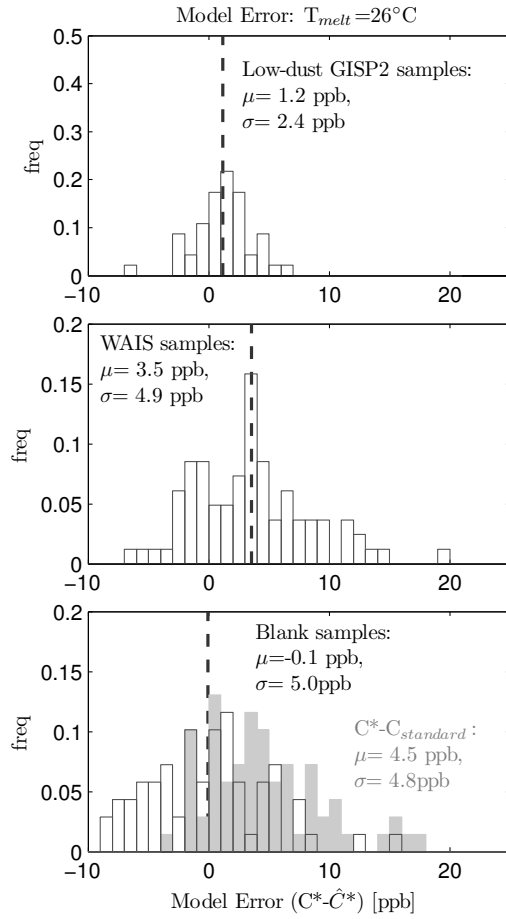 Model Error: T_melt=26°C
0.5
0.4
0.3
0.2
0.1
0
freq
Low-dust GISP2 samples:
μ= 1.2 ppb,
σ= 2.4 ppb
−10 0 10 20
0.2
0.15
0.1
0.05
0
freq
WAIS samples:
μ= 3.5 ppb,
σ= 4.9 ppb
−10 0 10 20
0.2
0.15
0.1
0.05
0
freq
Blank samples:
μ=-0.1 ppb,
σ= 5.0ppb
C*-C_standard:
μ= 4.5 ppb,
σ= 4.8ppb
−10 0 10 20
Model Error (C*-Ĉ*) [ppb]